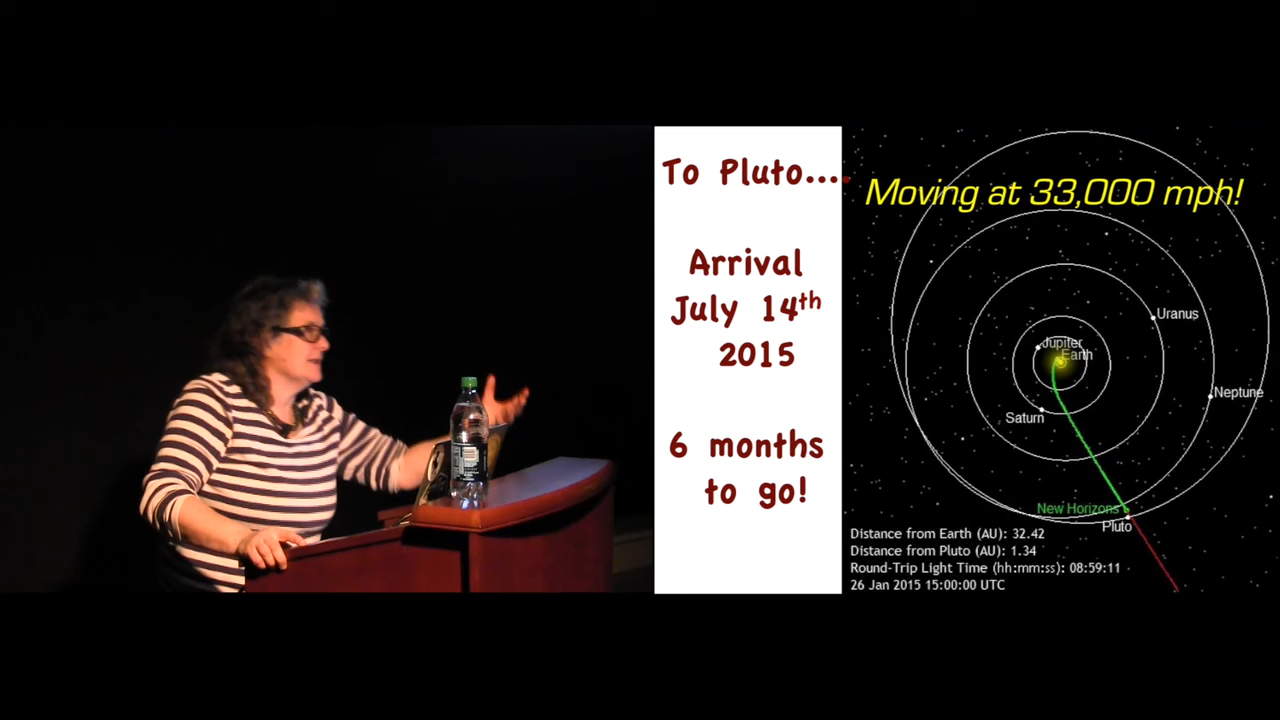 To Pluto....
Arrival
July 14th
2015
6 months
to go!
Moving at 33,000 mph!
Uranus
Jupiter
Earth
Neptune
Saturn
New Horizons
Pluto
Distance from Earth (AU): 32.42
Distance from Pluto (AU): 1.34
Round-Trip Light Time (hh:mm:ss): 08:59:11
26 Jan 2015 15:00:00 UTC